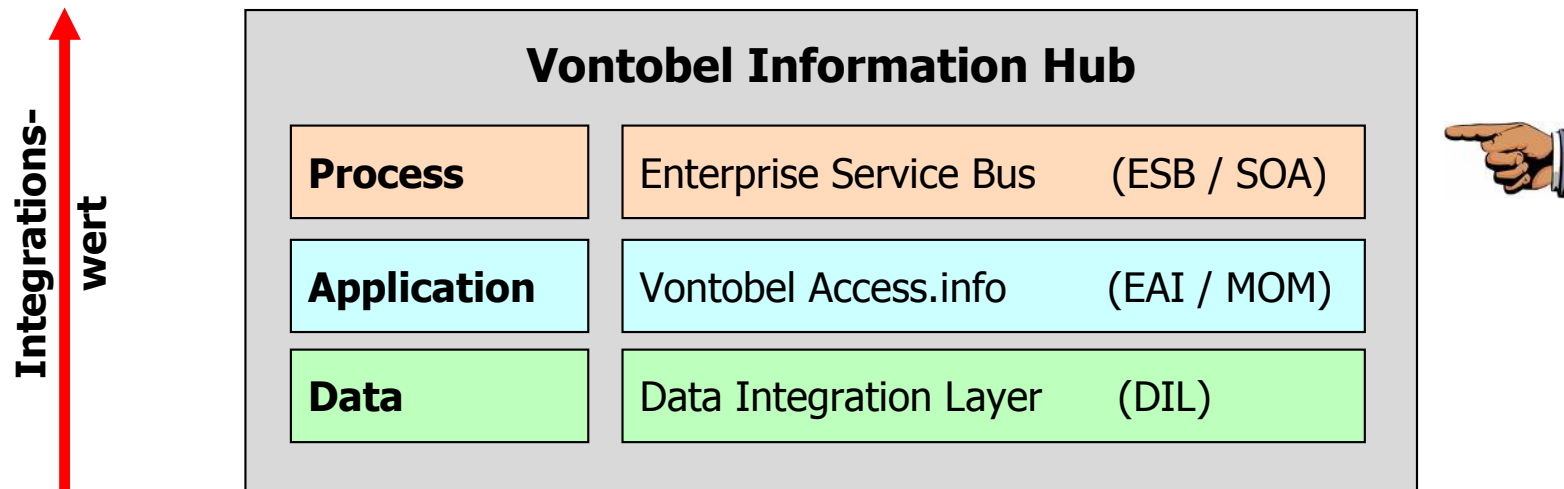 Integrations-
wert
Vontobel Information Hub
Process
Enterprise Service Bus (ESB / SOA)
Application
Vontobel Access.info (EAI / MOM)
Data
Data Integration Layer (DIL)